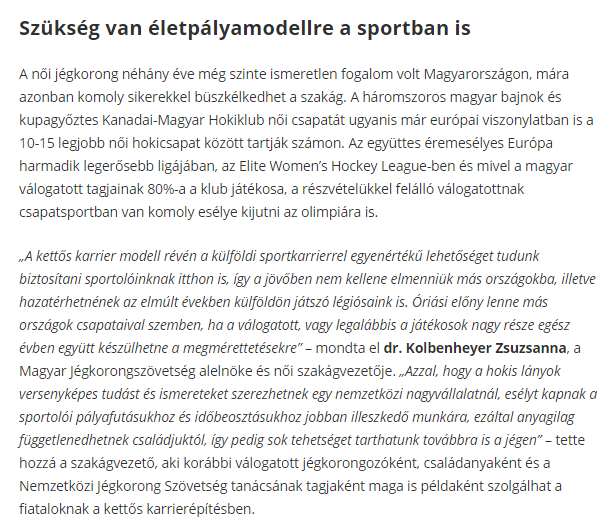 Szükség van életpályamodellre a sportban is
A női jégkorong néhány éve még szinte ismeretlen fogalom volt Magyarországon, mára
azonban komoly sikerekkel büszkélkedhet a szakág. A háromszoros magyar bajnok és
kupagyőztes Kanadai-Magyar Hokiklub női csapatát ugyanis már európai viszonylatban is a
10-15 legjobb női hokicsapat között tartják számon. Az együttes éremesélyes Európa
harmadik legerősebb ligájában, az Elite Women's Hockey League-ben és mivel a magyar
válogatott tagjainak 80%-a a klub játékosa, a részvételükkel felálló válogatottnak
csapatsportban van komoly esélye kijutni az olimpiára is.
„A kettős karrier modell révén a külföldi sportkarrierrel egyenértékű lehetőséget tudunk
biztosítani sportolóinknak itthon is, így a jövőben nem kellene elmenniük más országokba, illetve
hazatérhetnének az elmúlt években külföldön játszó légiósaink is. Óriási előny lenne más
országok csapataival szemben, ha a válogatott, vagy legalábbis a játékosok nagy része egész
évben együtt készülhetne a megmérettetésekre" – mondta el dr. Kolbenheyer Zsuzsanna, a
Magyar Jégkorongszövetség alelnöke és női szakágvezetője. „Azzal, hogy a hokis lányok
versenyképes tudást és ismereteket szerezhetnek egy nemzetközi nagyvállalatnál, esélyt kapnak a
sportolói pályafutásukhoz és időbeosztásukhoz jobban illeszkedő munkára, ezáltal anyagilag
függetlenedhetnek családjuktól, így pedig sok tehetséget tarthatunk továbbra is a jégen" – tette
hozzá a szakágvezető, aki korábbi válogatott jégkorongozóként, családanyaként és a
Nemzetközi Jégkorong Szövetség tanácsának tagjaként maga is példaként szolgálhat a
fiataloknak a kettős karrierépítésben.